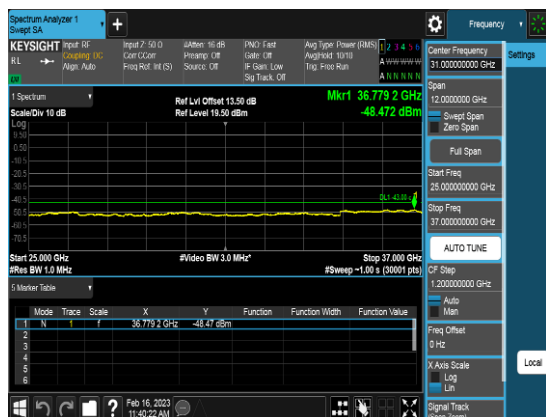 Spectrum Analyzer 1
Swept SA
Frequency
KEYSIGHT
RL
Input: RF
Coupling: DC
Align: Auto
Input Z: 50 Ω
Corr CCorr
Freq Ref: Int (S)
#Atten: 16 dB
Preamp: Off
Source: Off
PNO: Fast
Gate: Off
IF Gain: Low
Sig Track: Off
Avg Type: Power (RMS)
Avg|Hold: 10/10
Trig: Free Run
1 2 3 4 5 6
A W W W W W
A N N N N N
1 Spectrum
Scale/Div 10 dB
Ref Lvl Offset 13.50 dB
Ref Level 19.50 dBm
Mkr1 36.779 2 GHz
-48.472 dBm
Log
9.50
0.50
-10.5
-20.5
-30.5
-40.5
-50.5
-60.5
-70.5
Start 25.000 GHz
#Video BW 3.0 MHz*
Stop 37.000 GHz
#Res BW 1.0 MHz
#Sweep ~1.00 s (30001 pts)
5 Marker Table
Mode Trace Scale X Y Function Function Width Function Value
1 N 1 f 36.779 2 GHz -48.47 dBm
2
3
4
5
6
Feb 16, 2023
11:40:22 AM
Center Frequency
31.000000000 GHz
Span
12.0000000 GHz
Swept Span
Zero Span
Full Span
Start Freq
25.000000000 GHz
Stop Freq
37.000000000 GHz
AUTO TUNE
CF Step
1.200000000 GHz
Auto
Man
Freq Offset
0 Hz
X Axis Scale
Log
Lin
Signal Track
Settings
Local